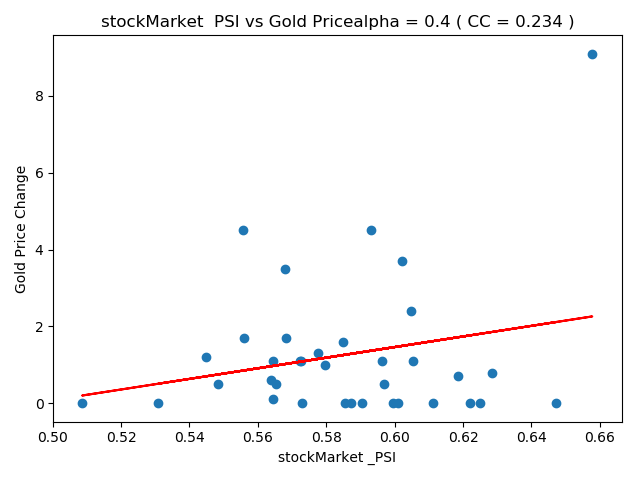 stockMarket  PSI vs Gold Pricealpha = 0.4 ( CC = 0.234 )
Gold Price Change
8
6
4
2
0
0.50 0.52 0.54 0.56 0.58 0.60 0.62 0.64 0.66
stockMarket _PSI